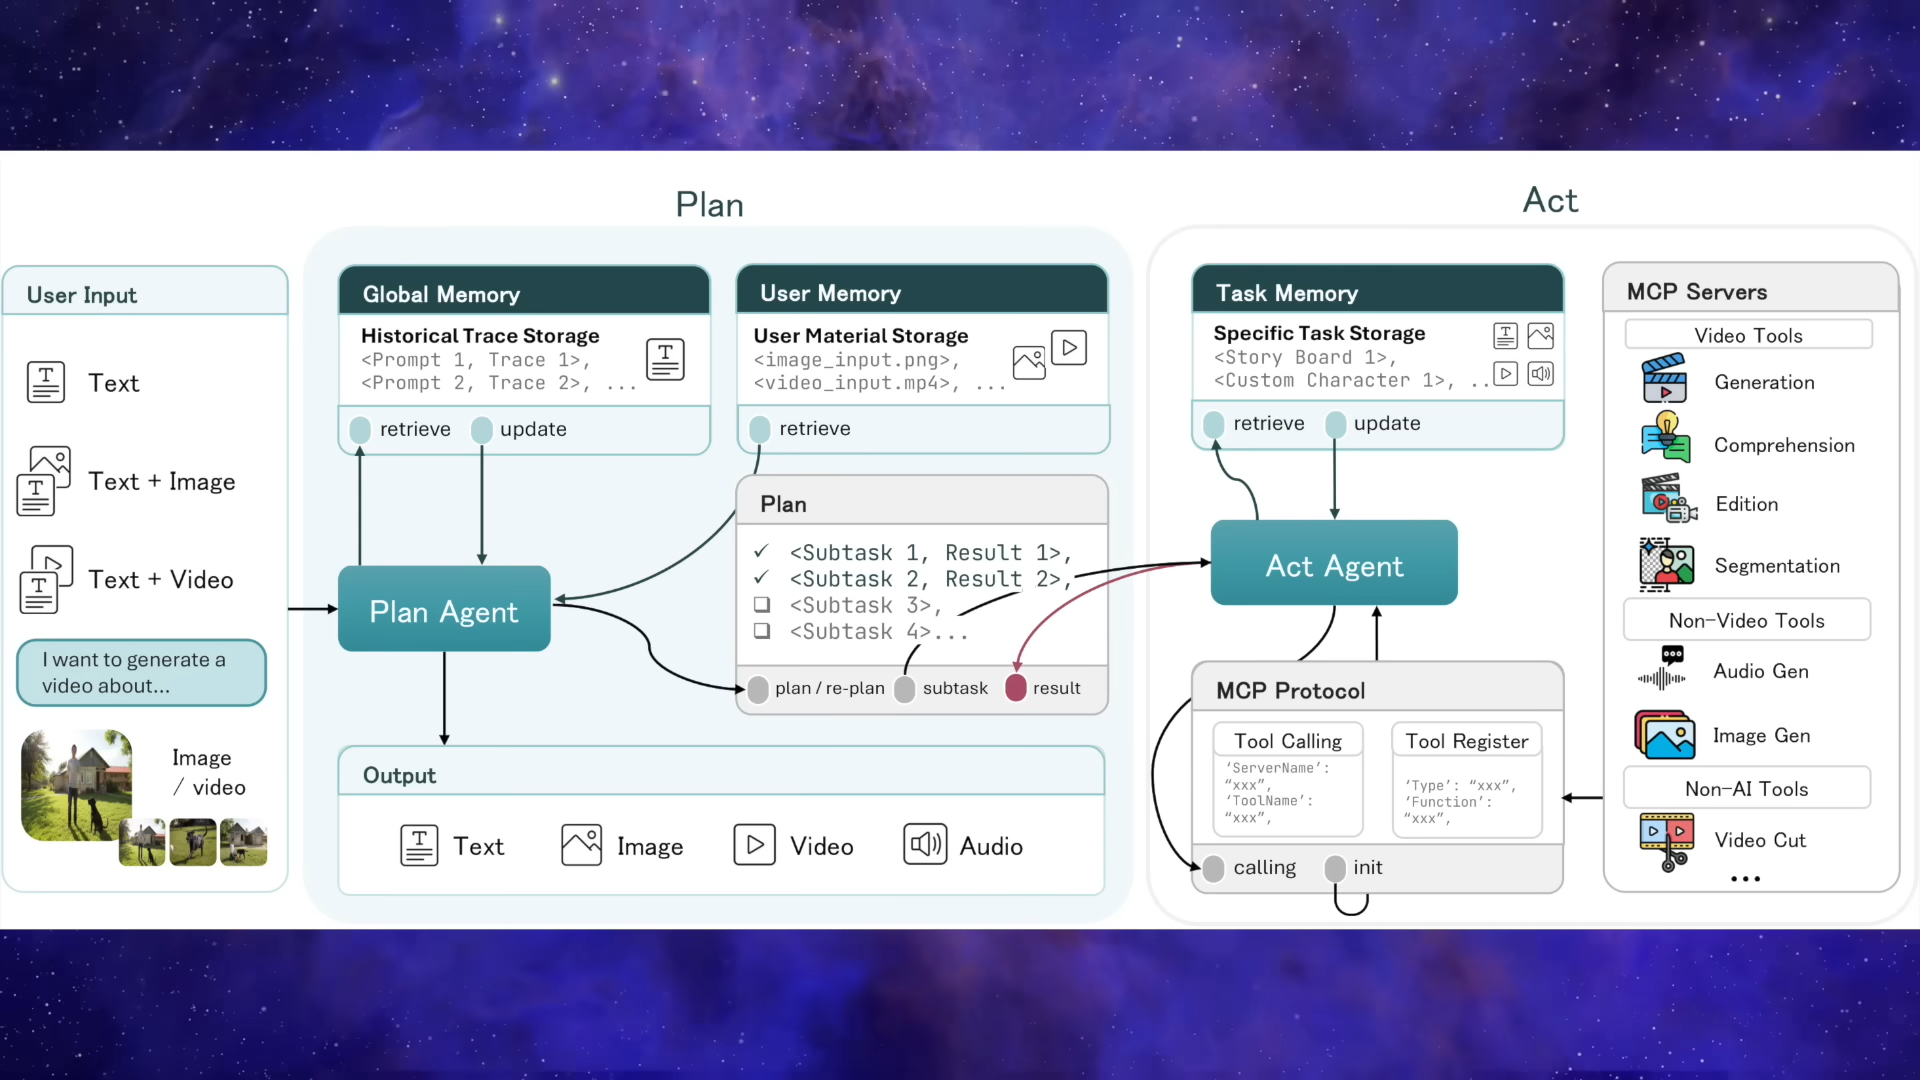 Plan
Act
User Input
Text
Text + Image
Text + Video
I want to generate a
video about...
Image
/ video
Global Memory
Historical Trace Storage
<Prompt 1, Trace 1>,
<Prompt 2, Trace 2>, ...
retrieve
update
User Memory
User Material Storage
<image_input.png>,
<video_input.mp4>, ...
retrieve
Plan Agent
Plan
✓ <Subtask 1, Result 1>,
✓ <Subtask 2, Result 2>,
❑ <Subtask 3>,
❑ <Subtask 4>...
plan / re-plan
subtask
result
Output
Text
Image
Video
Audio
Task Memory
Specific Task Storage
<Story Board 1>,
<Custom Character 1>, ..
retrieve
update
Act Agent
MCP Protocol
Tool Calling
‘ServerName’:
“xxx”,
‘ToolName’:
“xxx”,
Tool Register
‘Type’: “xxx”,
‘Function’:
“xxx”,
calling
init
MCP Servers
Video Tools
Generation
Comprehension
Edition
Segmentation
Non-Video Tools
Audio Gen
Image Gen
Non-AI Tools
Video Cut
...